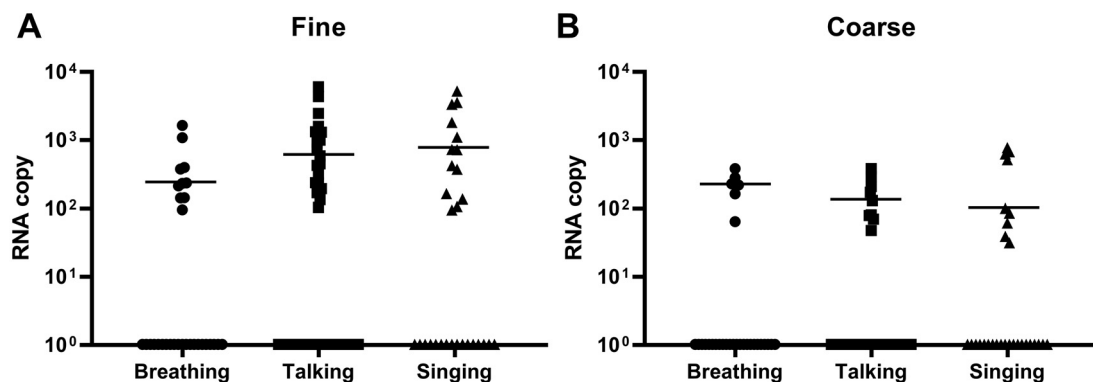 A
Fine
RNA copy
10⁴
10³
10²
10¹
10⁰
Breathing
Talking
Singing
B
Coarse
RNA copy
10⁴
10³
10²
10¹
10⁰
Breathing
Talking
Singing